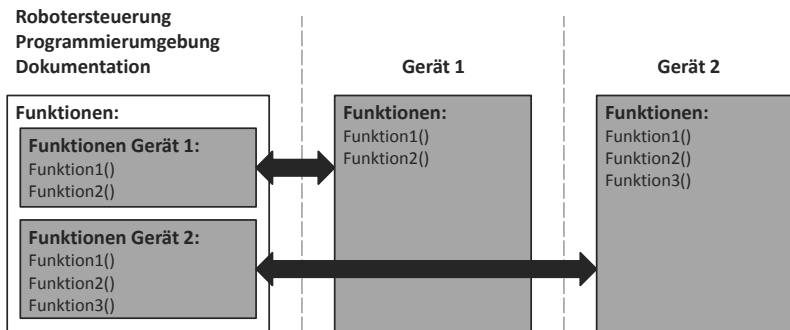 Robotersteuerung
Programmierumgebung
Dokumentation
Funktionen:
Funktionen Gerät 1:
Funktion1()
Funktion2()
Funktionen Gerät 2:
Funktion1()
Funktion2()
Funktion3()
Gerät 1
Funktionen:
Funktion1()
Funktion2()
Gerät 2
Funktionen:
Funktion1()
Funktion2()
Funktion3()